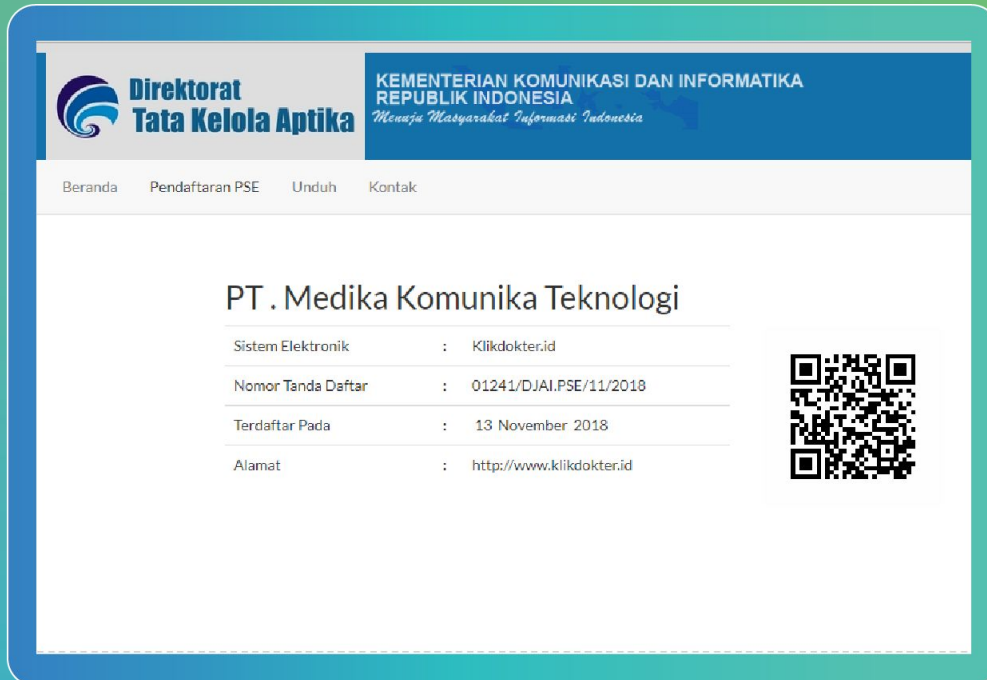 Direktorat
Tata Kelola Aptika
KEMENTERIAN KOMUNIKASI DAN INFORMATIKA
REPUBLIK INDONESIA
Menuju Masyarakat Informasi Indonesia
Beranda Pendaftaran PSE Unduh Kontak
PT . Medika Komunika Teknologi
Sistem Elektronik : Klikdokter.id
Nomor Tanda Daftar : 01241/DJAI.PSE/11/2018
Terdaftar Pada : 13 November 2018
Alamat : http://www.klikdokter.id